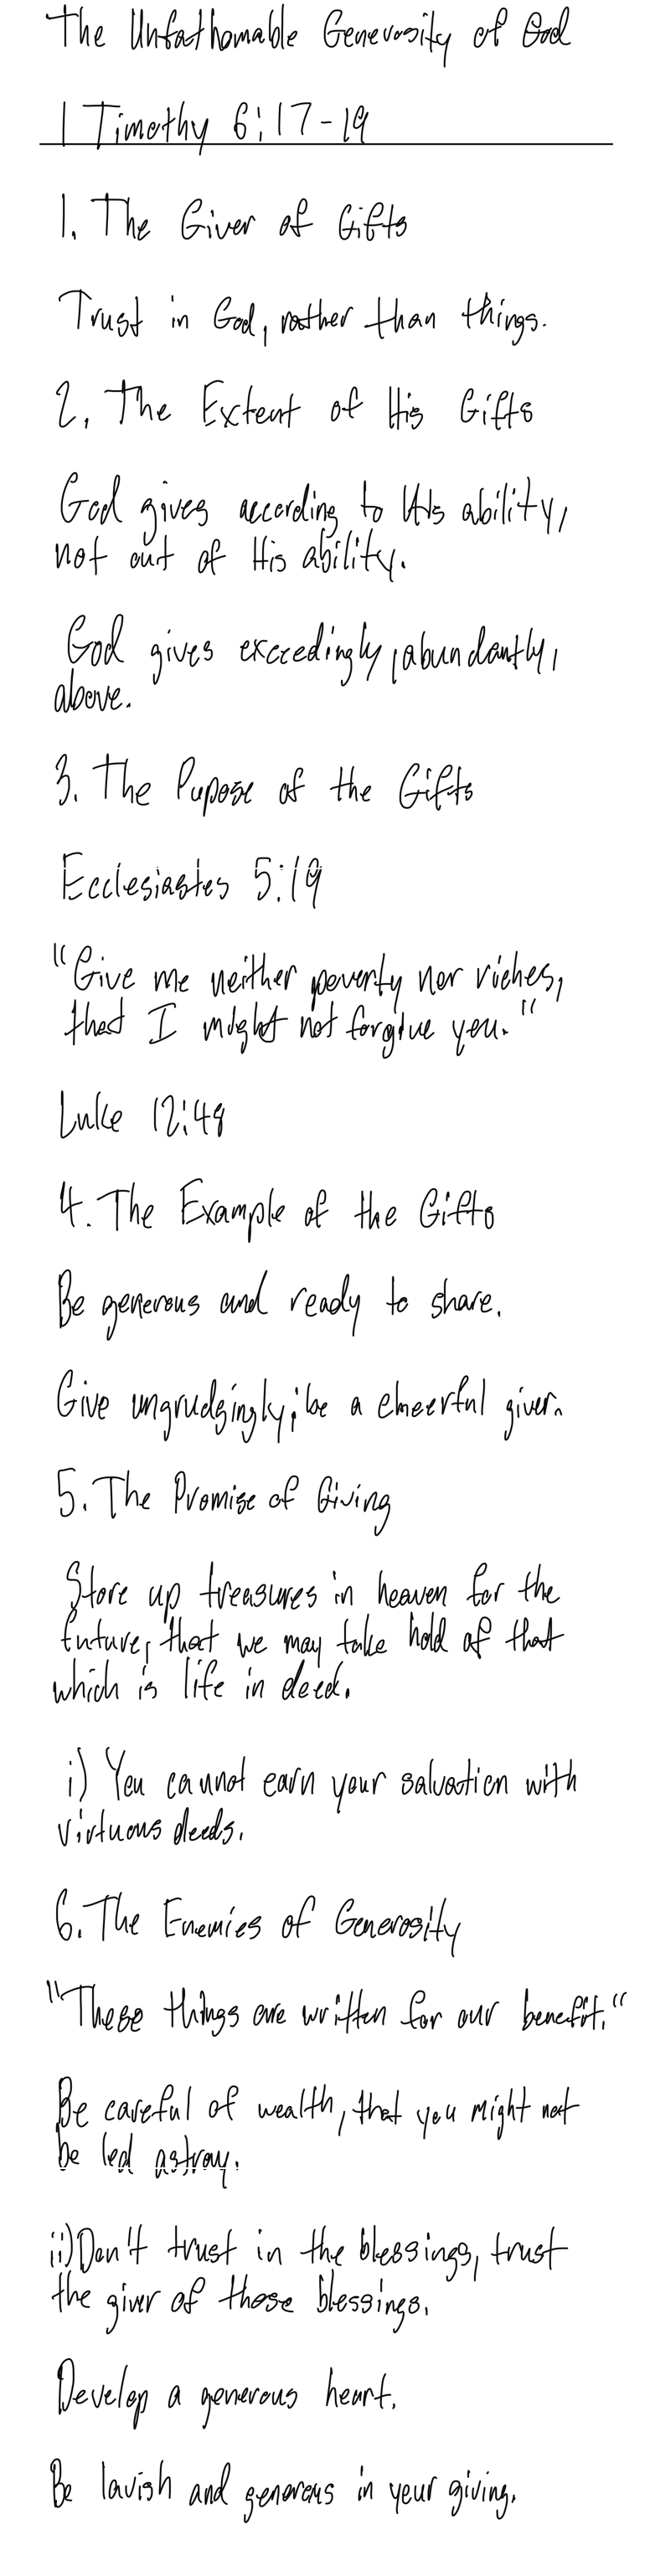 The Unfathomable Generosity of God
1 Timothy 6:17-19
1. The Giver of Gifts
Trust in God, rather than things.
2. The Extent of His Gifts
God gives according to His ability,
not out of His ability.
God gives exceedingly, abundantly,
above.
3. The Pupose of the Gifts
Ecclesiastes 5:19
"Give me neither poverty nor riches,
that I might not forgive you."
Luke 12:48
4. The Example of the Gifts
Be generous and ready to share.
Give ungrudgingly; be a cheerful giver.
5. The Promise of Giving
Store up treasures in heaven for the
future, that we may take hold of that
which is life in deed.
i) You cannot earn your salvation with
virtuous deeds.
6. The Enemies of Generosity
"These things are written for our benefit."
Be careful of wealth, that you might not
be led astray.
ii) Don't trust in the blessings, trust
the giver of those blessings.
Develop a generous heart.
Be lavish and generous in your giving.